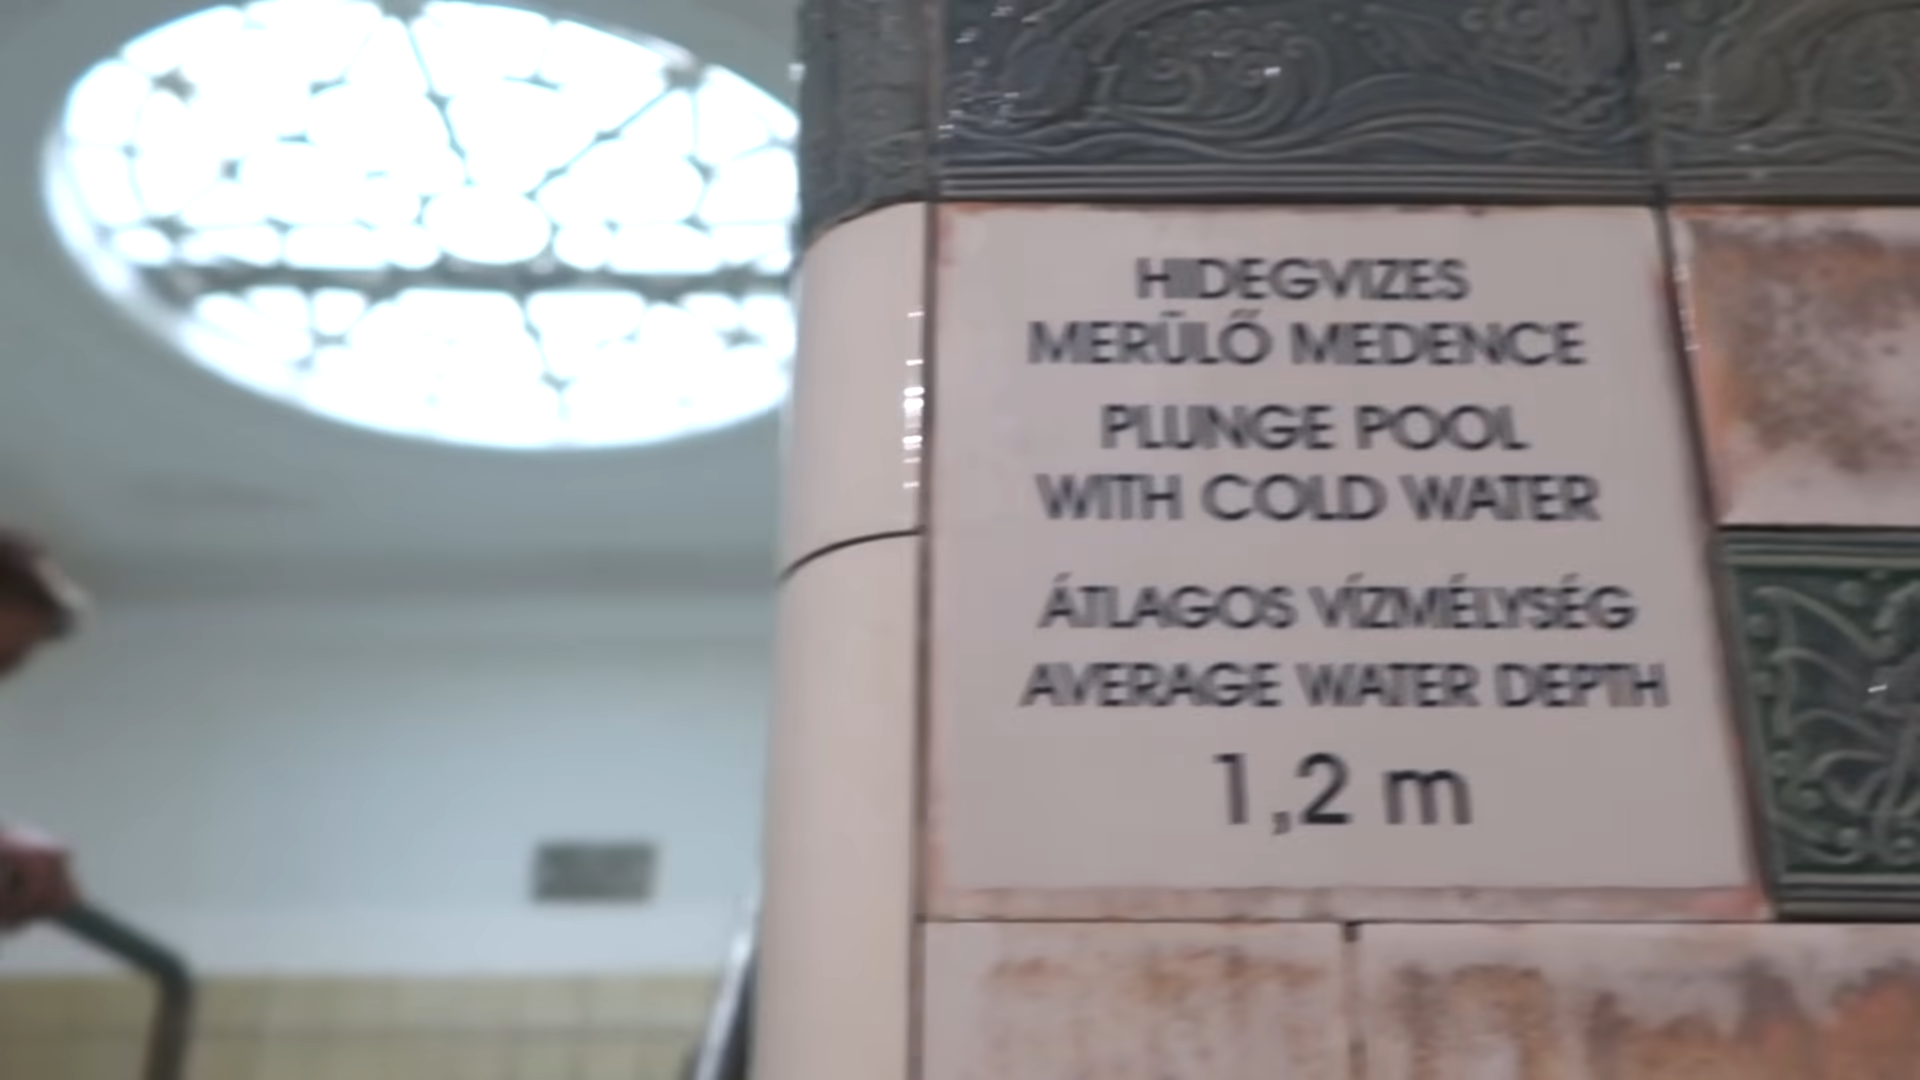 HIDEGVIZES
MERÜLŐ MEDENCE
PLUNGE POOL
WITH COLD WATER
ÁTLAGOS VÍZMÉLYSÉG
AVERAGE WATER DEPTH
1,2 m